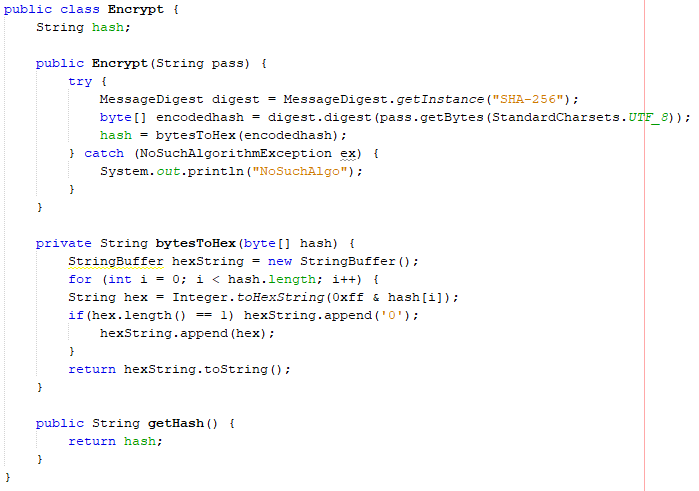 public class Encrypt {
    String hash;

    public Encrypt(String pass) {
        try {
            MessageDigest digest = MessageDigest.getInstance("SHA-256");
            byte[] encodedhash = digest.digest(pass.getBytes(StandardCharsets.UTF_8));
            hash = bytesToHex(encodedhash);
        } catch (NoSuchAlgorithmException ex) {
            System.out.println("NoSuchAlgo");
        }
    }

    private String bytesToHex(byte[] hash) {
        StringBuffer hexString = new StringBuffer();
        for (int i = 0; i < hash.length; i++) {
        String hex = Integer.toHexString(0xff & hash[i]);
        if(hex.length() == 1) hexString.append('0');
            hexString.append(hex);
        }
        return hexString.toString();
    }

    public String getHash() {
        return hash;
    }
}